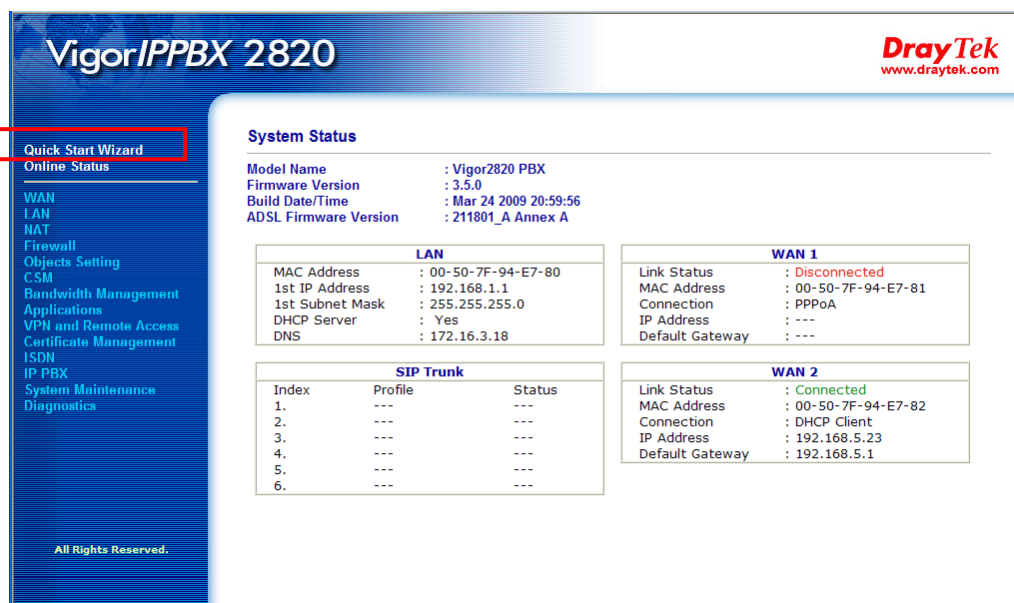 VigorIPPBX 2820
DrayTek
www.draytek.com
Quick Start Wizard
Online Status
WAN
LAN
NAT
Firewall
Objects Setting
CSM
Bandwidth Management
Applications
VPN and Remote Access
Certificate Management
ISDN
IP PBX
System Maintenance
Diagnostics
All Rights Reserved.
System Status
Model Name : Vigor2820 PBX
Firmware Version : 3.5.0
Build Date/Time : Mar 24 2009 20:59:56
ADSL Firmware Version : 211801_A Annex A
LAN
MAC Address : 00-50-7F-94-E7-80
1st IP Address : 192.168.1.1
1st Subnet Mask : 255.255.255.0
DHCP Server : Yes
DNS : 172.16.3.18
WAN 1
Link Status : Disconnected
MAC Address : 00-50-7F-94-E7-81
Connection : PPPoA
IP Address : ---
Default Gateway : ---
SIP Trunk
Index Profile Status
1. --- ---
2. --- ---
3. --- ---
4. --- ---
5. --- ---
6. --- ---
WAN 2
Link Status : Connected
MAC Address : 00-50-7F-94-E7-82
Connection : DHCP Client
IP Address : 192.168.5.23
Default Gateway : 192.168.5.1